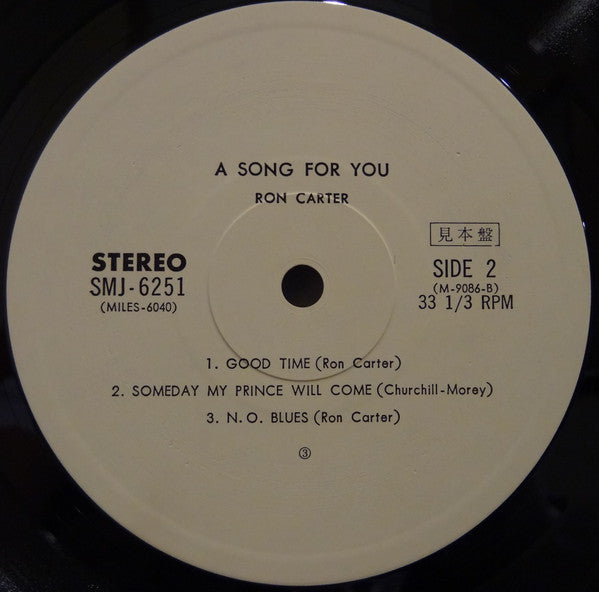 A SONG FOR YOU
RON CARTER
見本盤
STEREO
SMJ-6251
(MILES-6040)
SIDE 2
(M-9086-B)
33 1/3 RPM
1. GOOD TIME (Ron Carter)
2. SOMEDAY MY PRINCE WILL COME (Churchill-Morey)
3. N.O. BLUES (Ron Carter)
③